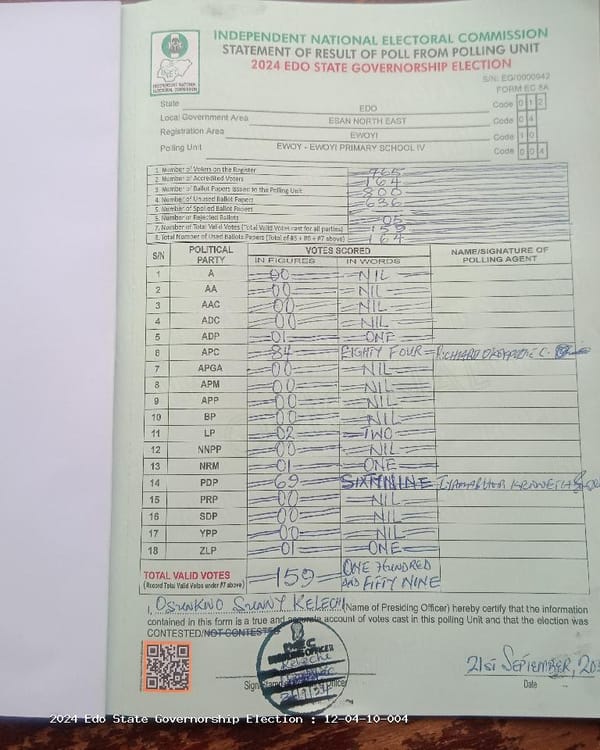 INDEPENDENT NATIONAL ELECTORAL COMMISSION
STATEMENT OF RESULT OF POLL FROM POLLING UNIT
2024 EDO STATE GOVERNORSHIP ELECTION
INDEPENDENT NATIONAL ELECTORAL COMMISSION
S/N: EG/0000942
FORM EC 8A
State EDO Code 0 1 2
Local Government Area ESAN NORTH EAST Code 0 4
Registration Area EWOYI Code 1 0
Polling Unit EWOY - EWOYI PRIMARY SCHOOL IV Code 0 0 4
1. Number of Voters on the Register 765
2. Number of Accredited Voters 164
3. Number of Ballot Papers Issued to the Polling Unit 800
4. Number of Unused Ballot Papers 636
5. Number of Spoiled Ballot Papers
6. Number of Rejected Ballots 05
7. Number of Total Valid Votes (Total Valid Votes cast for all parties) 159
8. Total Number of Used Ballot Papers (Total of #5 + #6 + #7 above) 164
S/N POLITICAL PARTY VOTES SCORED NAME/SIGNATURE OF POLLING AGENT
IN FIGURES IN WORDS
1 A 00 NIL
2 AA 00 NIL
3 AAC 00 NIL
4 ADC 00 NIL
5 ADP 01 ONE
6 APC 84 EIGHTY FOUR RICHARD C.
7 APGA 00 NIL
8 APM 00 NIL
9 APP 00 NIL
10 BP 00 NIL
11 LP 02 TWO
12 NNPP 00 NIL
13 NRM 01 ONE
14 PDP 69 SIXTYNINE
15 PRP 00 NIL
16 SDP 00 NIL
17 YPP 00 NIL
18 ZLP 01 ONE
TOTAL VALID VOTES 159 ONE HUNDRED
(Record Total Valid Votes under #7 above) AND FIFTY NINE
I, OSUNKWO SUNNY KELECHI (Name of Presiding Officer) hereby certify that the information
contained in this form is a true and accurate account of votes cast in this polling Unit and that the election was
CONTESTED/NOT CONTESTED
INEC
PRESIDING OFFICER
Kelechi
21ST SEPTEMBER, 20
Date
2024 Edo State Governorship Election : 12-04-10-004